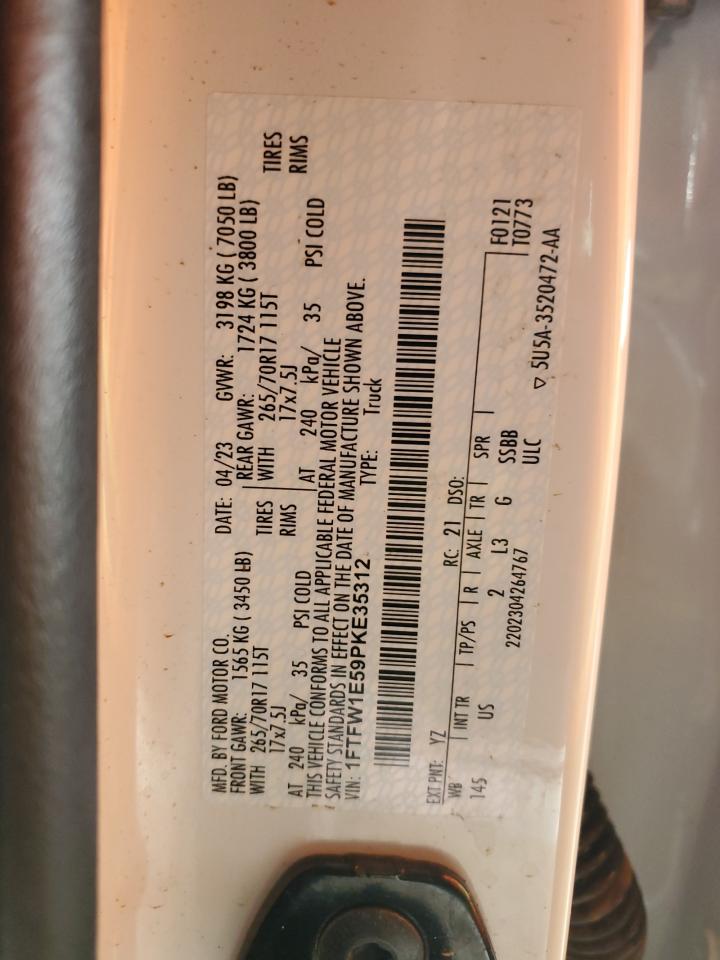 MFD. BY FORD MOTOR CO. DATE: 04/23 GVWR: 3198 KG ( 7050 LB)
FRONT GAWR: 1565 KG ( 3450 LB) REAR GAWR: 1724 KG ( 3800 LB)
WITH 265/70R17 115T TIRES WITH 265/70R17 115T TIRES
17x7.5J RIMS 17x7.5J RIMS
AT 240 kPa/ 35 PSI COLD AT 240 kPa/ 35 PSI COLD
THIS VEHICLE CONFORMS TO ALL APPLICABLE FEDERAL MOTOR VEHICLE
SAFETY STANDARDS IN EFFECT ON THE DATE OF MANUFACTURE SHOWN ABOVE.
VIN: 1FTFW1E59PKE35312 TYPE: Truck
EXT PNT: YZ RC: 21 DSO:
WB INT TR TP/PS R AXLE TR SPR F0121
145 US 2 L3 G SSBB T0773
2202304264767 ULC ▽ 5U5A-3520472-AA